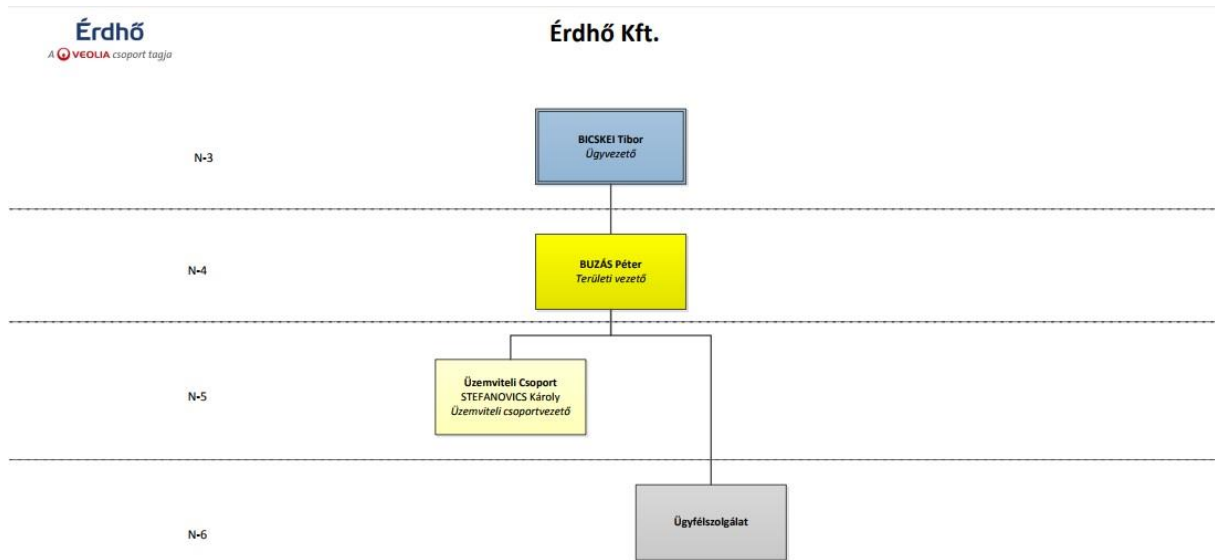 Érdhő
A VEOLIA csoport tagja
Érdhő Kft.
N-3
BICSKEI Tibor
Ügyvezető
N-4
BUZÁS Péter
Területi vezető
N-5
Üzemviteli Csoport
STEFANOVICS Károly
Üzemviteli csoportvezető
N-6
Ügyfélszolgálat